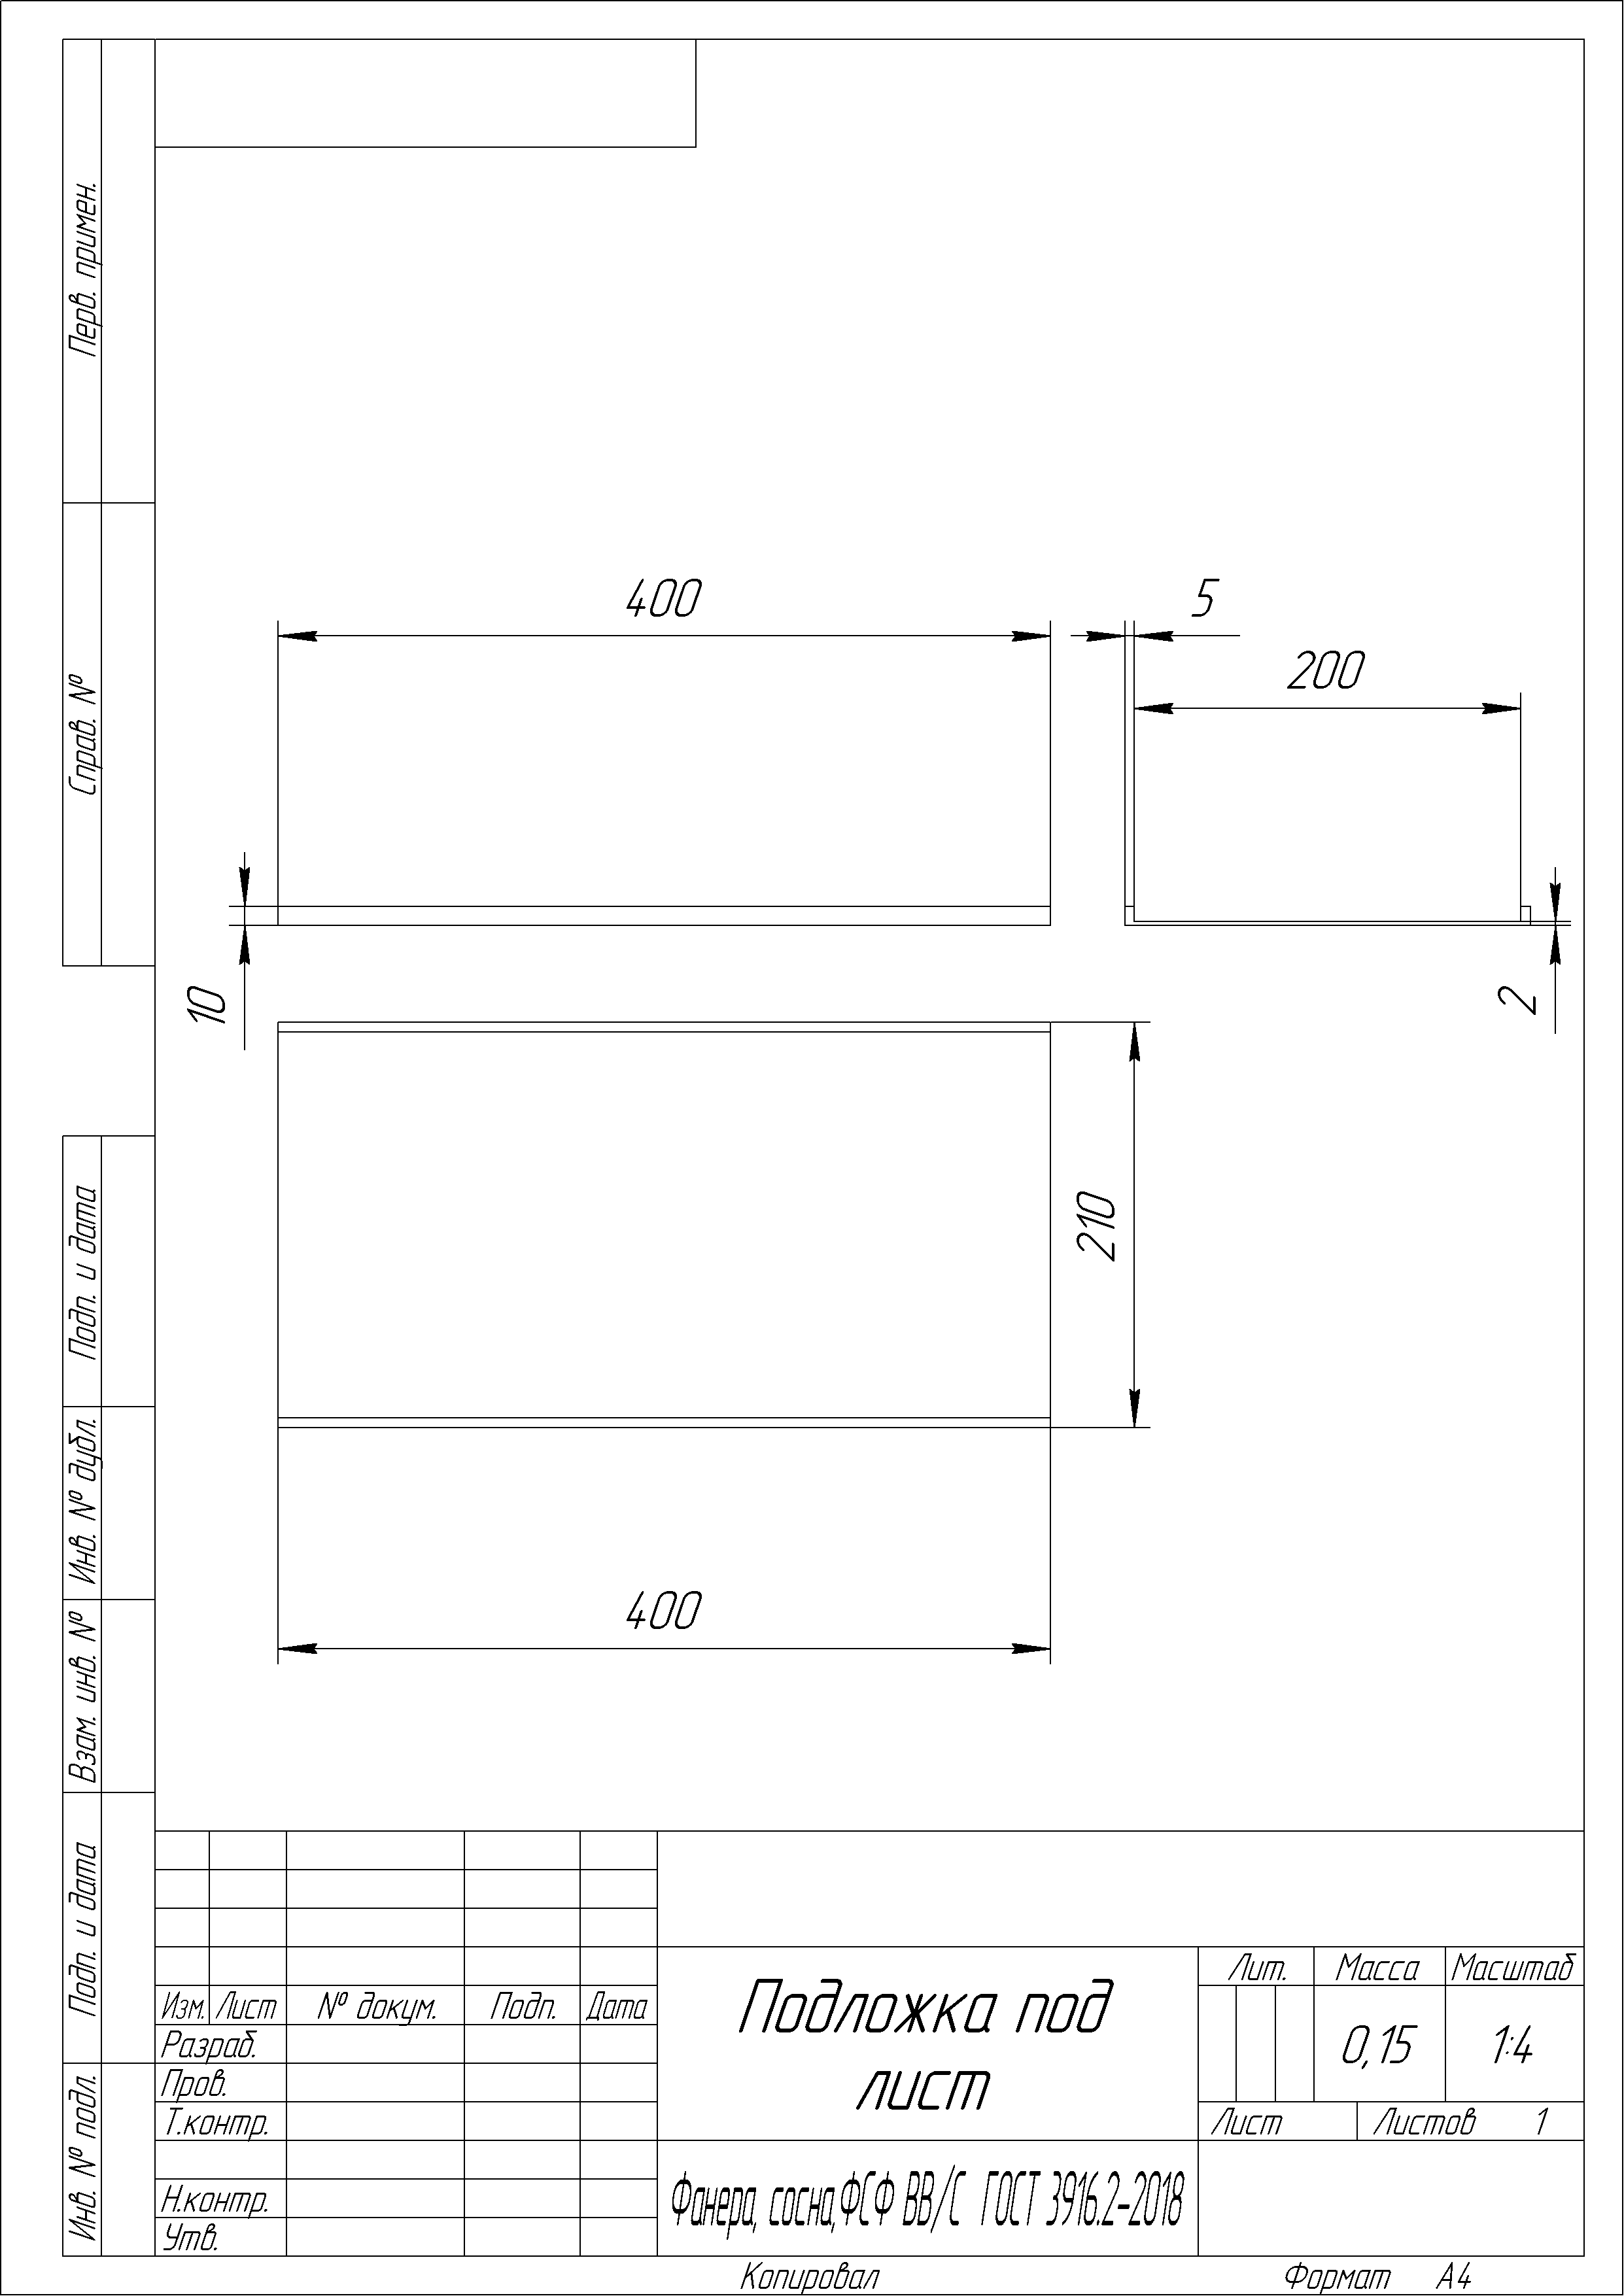 Перв. примен.
Справ. №
Подп. и дата
Инв. № дубл.
Взам. инв. №
Подп. и дата
Инв. № подл.
400
5
200
10
2
210
400
Изм. Лист № докум. Подп. Дата
Разраб.
Пров.
Т.контр.
Н.контр.
Утв.
Подложка под
лист
Фанера, сосна,ФСФ ВВ/С ГОСТ 3916.2-2018
Лит. Масса Масштаб
0,15 1:4
Лист Листов 1
Копировал Формат А4